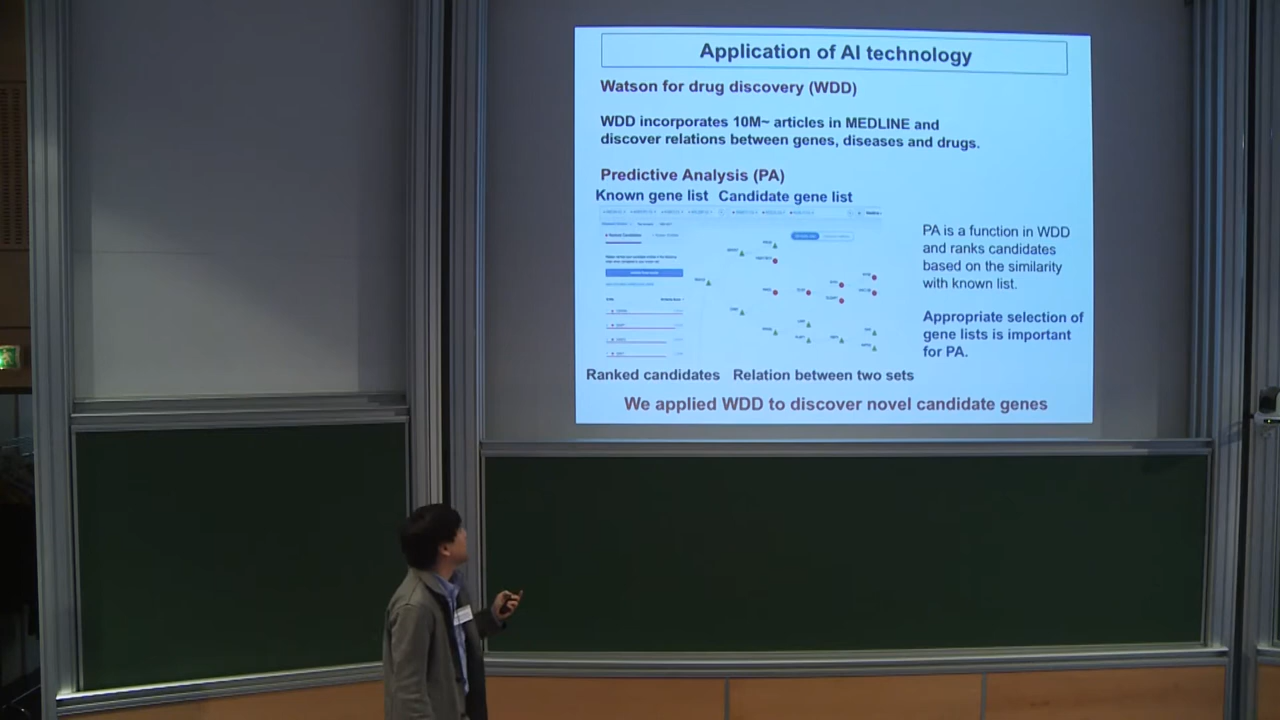 Application of AI technology
Watson for drug discovery (WDD)
WDD incorporates 10M~ articles in MEDLINE and
discover relations between genes, diseases and drugs.
Predictive Analysis (PA)
Known gene list Candidate gene list
PA is a function in WDD
and ranks candidates
based on the similarity
with known list.
Appropriate selection of
gene lists is important
for PA.
Ranked candidates Relation between two sets
We applied WDD to discover novel candidate genes